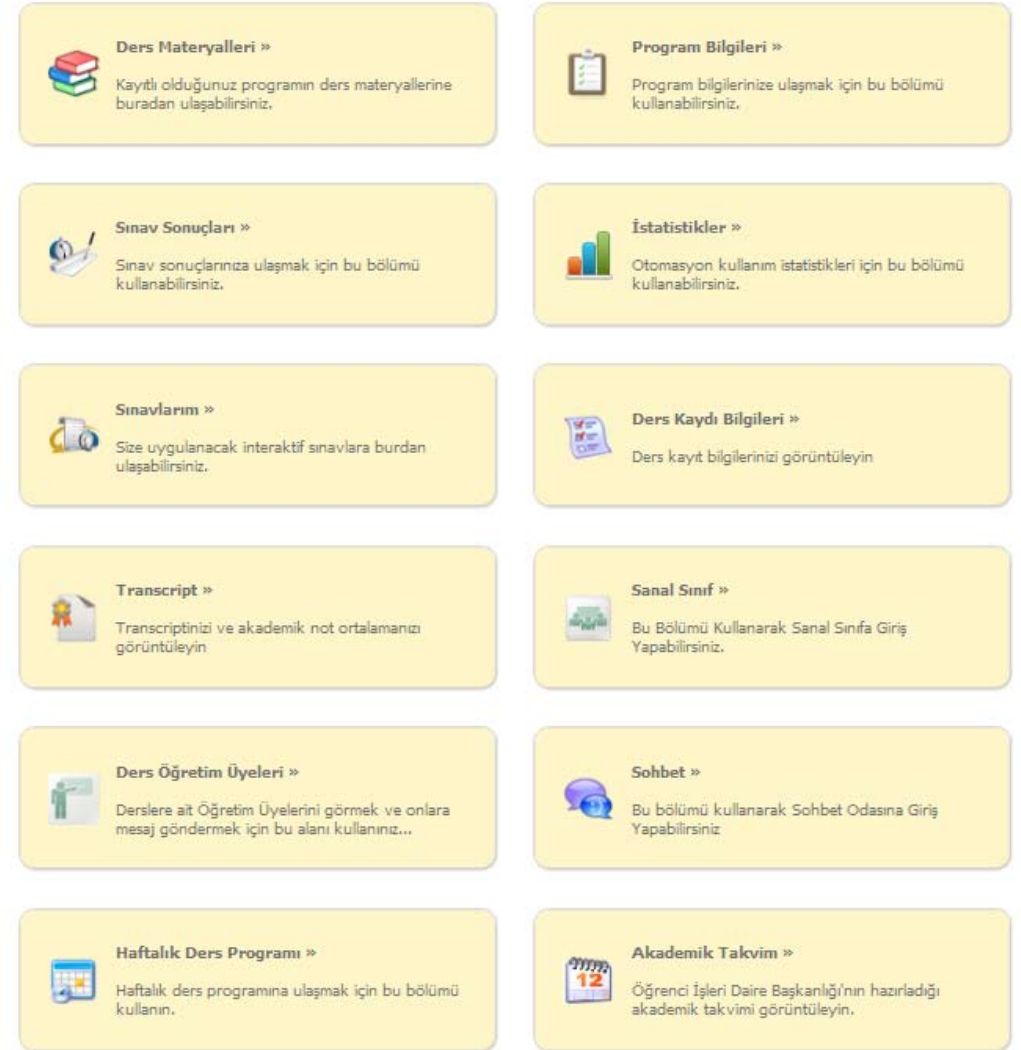 Ders Materyalleri »
Kayıtlı olduğunuz programın ders materyallerine
buradan ulaşabilirsiniz.
Program Bilgileri »
Program bilgilerinize ulaşmak için bu bölümü
kullanabilirsiniz.
Sınav Sonuçları »
Sınav sonuçlarınıza ulaşmak için bu bölümü
kullanabilirsiniz.
İstatistikler »
Otomasyon kullanım istatistikleri için bu bölümü
kullanabilirsiniz.
Sınavlarım »
Size uygulanacak interaktif sınavlara burdan
ulaşabilirsiniz.
Ders Kaydı Bilgileri »
Ders kayıt bilgilerinizi görüntüleyin
Transcript »
Transcriptinizi ve akademik not ortalamanızı
görüntüleyin
Sanal Sınıf »
Bu Bölümü Kullanarak Sanal Sınıfa Giriş
Yapabilirsiniz.
Ders Öğretim Üyeleri »
Derslere ait Öğretim Üyelerini görmek ve onlara
mesaj göndermek için bu alanı kullanınız...
Sohbet »
Bu bölümü kullanarak Sohbet Odasına Giriş
Yapabilirsiniz
Haftalık Ders Programı »
Haftalık ders programına ulaşmak için bu bölümü
kullanın.
12
Akademik Takvim »
Öğrenci İşleri Daire Başkanlığı'nın hazırladığı
akademik takvimi görüntüleyin.